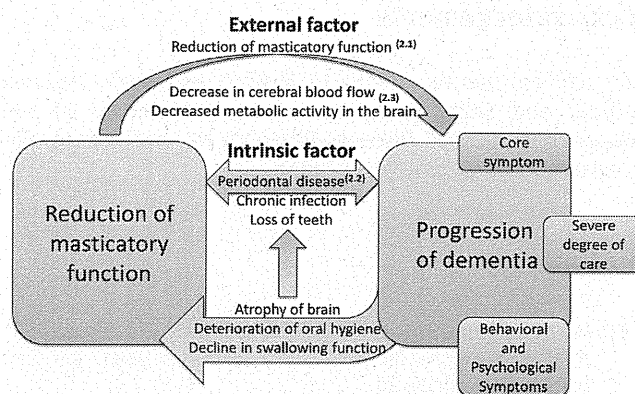 External factor
Reduction of masticatory function (2.1)
Decrease in cerebral blood flow
(2.3)
Decreased metabolic activity in the brain
Intrinsic factor
Periodontal disease(2.2)
Chronic infection
Loss of teeth
Reduction of
masticatory
function
Progression
of dementia
Core
symptom
Severe
degree of
care
Behavioral
and
Psychological
Symptoms
Atrophy of brain
Deterioration of oral hygiene
Decline in swallowing function